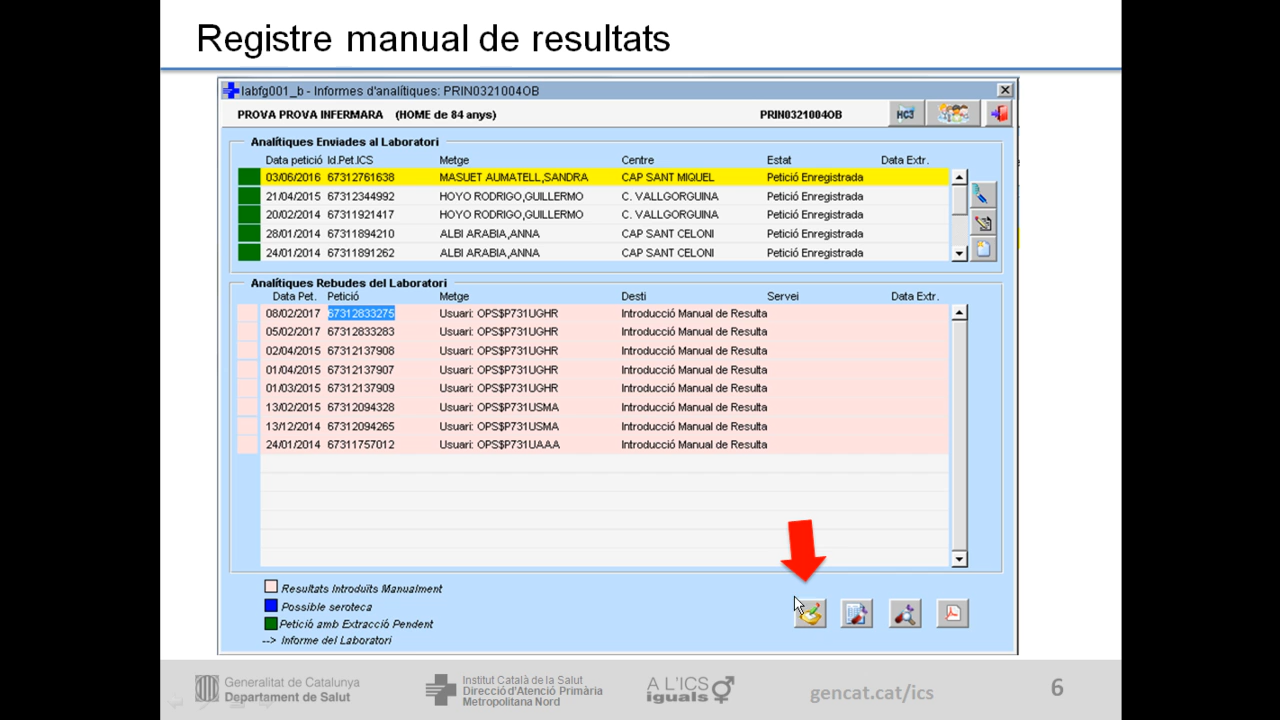 Registre manual de resultats
labfg001_b - Informes d'analítiques: PRIN0321004OB
PROVA PROVA INFERMARA (HOME de 84 anys) PRIN0321004OB HC3
Analítiques Enviades al Laboratori
Data petició Id.Pet.ICS Metge Centre Estat Data Extr.
03/06/2016 67312761638 MASUET AUMATELL,SANDRA CAP SANT MIQUEL Petició Enregistrada
21/04/2015 67312344992 HOYO RODRIGO,GUILLERMO C. VALLGORGUINA Petició Enregistrada
20/02/2014 67311921417 HOYO RODRIGO,GUILLERMO C. VALLGORGUINA Petició Enregistrada
28/01/2014 67311894210 ALBI ARABIA,ANNA CAP SANT CELONI Petició Enregistrada
24/01/2014 67311891262 ALBI ARABIA,ANNA CAP SANT CELONI Petició Enregistrada
Analítiques Rebudes del Laboratori
Data Pet. Petició Metge Destí Servei Data Extr.
08/02/2017 67312833275 Usuari: OPS$P731UGHR Introducció Manual de Resulta
05/02/2017 67312833283 Usuari: OPS$P731UGHR Introducció Manual de Resulta
02/04/2015 67312137908 Usuari: OPS$P731UGHR Introducció Manual de Resulta
01/04/2015 67312137907 Usuari: OPS$P731UGHR Introducció Manual de Resulta
01/03/2015 67312137909 Usuari: OPS$P731UGHR Introducció Manual de Resulta
13/02/2015 67312094328 Usuari: OPS$P731USMA Introducció Manual de Resulta
13/12/2014 67312094265 Usuari: OPS$P731USMA Introducció Manual de Resulta
24/01/2014 67311757012 Usuari: OPS$P731UAAA Introducció Manual de Resulta
Resultats Introduïts Manualment
Possible seroteca
Petició amb Extracció Pendent
--> Informe del Laboratori
Generalitat de Catalunya
Departament de Salut
Institut Català de la Salut
Direcció d'Atenció Primària
Metropolitana Nord
A L'ICS
iguals
gencat.cat/ics
6